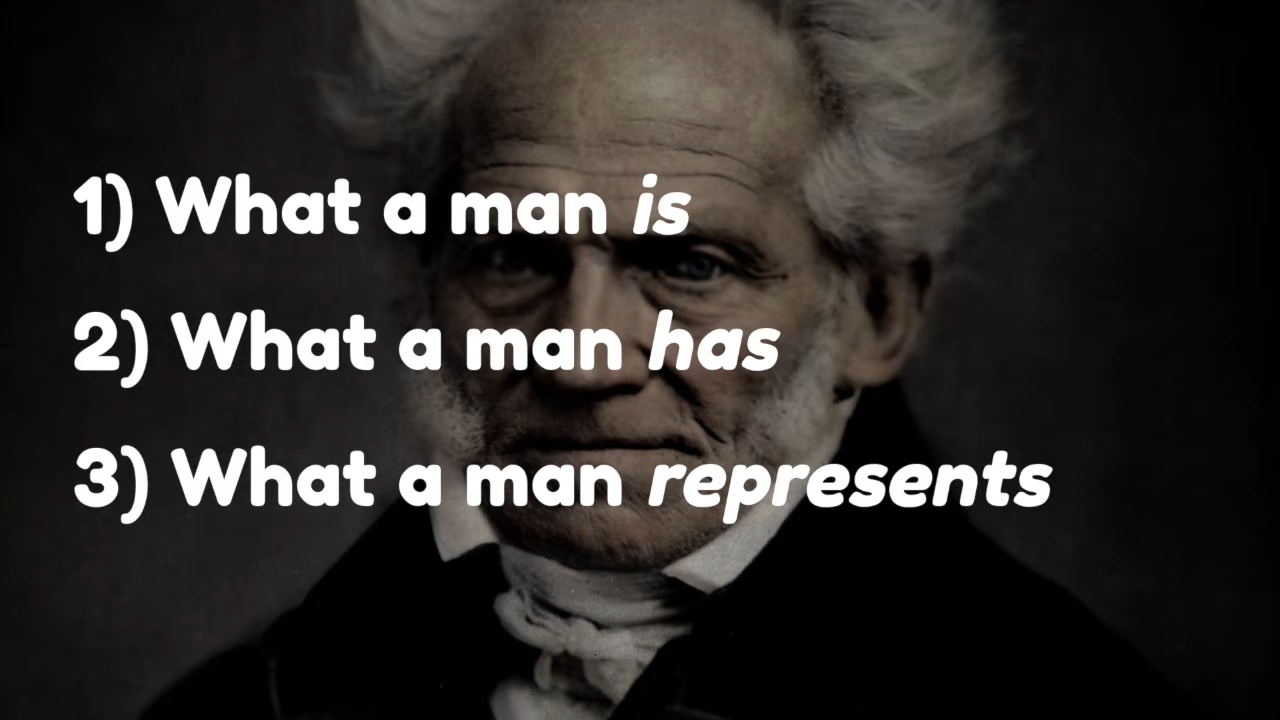 1) What a man is
2) What a man has
3) What a man represents